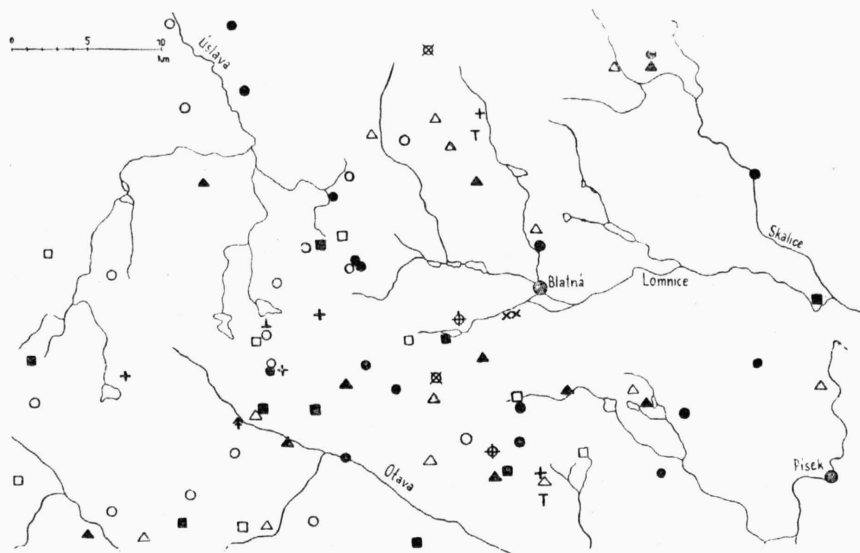 0 5 10
km
Úslava
Skalice
Blatná
Lomnice
Otava
Písek